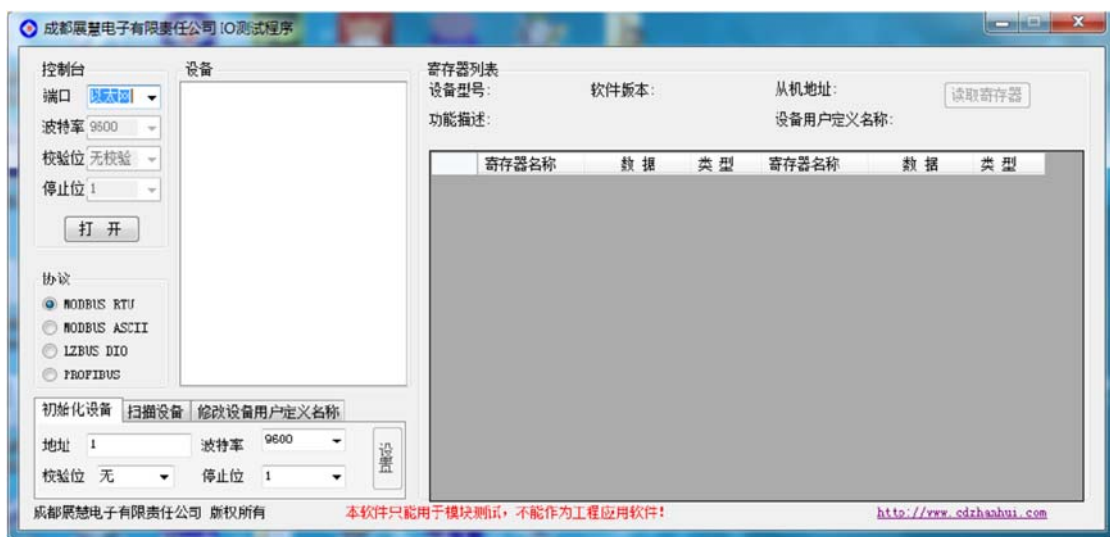 成都展慧电子有限责任公司 IO测试程序
控制台
端口 以太网
波特率 9600
校验位 无校验
停止位 1
打 开
协议
MODBUS RTU
MODBUS ASCII
LZBUS DIO
PROFIBUS
设备
初始化设备 扫描设备 修改设备用户定义名称
地址 1 波特率 9600
校验位 无 停止位 1
设置
寄存器列表
设备型号: 软件版本: 从机地址: 读取寄存器
功能描述: 设备用户定义名称:
寄存器名称 数 据 类 型 寄存器名称 数 据 类 型
成都展慧电子有限责任公司 版权所有 本软件只能用于模块测试，不能作为工程应用软件! http://www.cdzhanhui.com